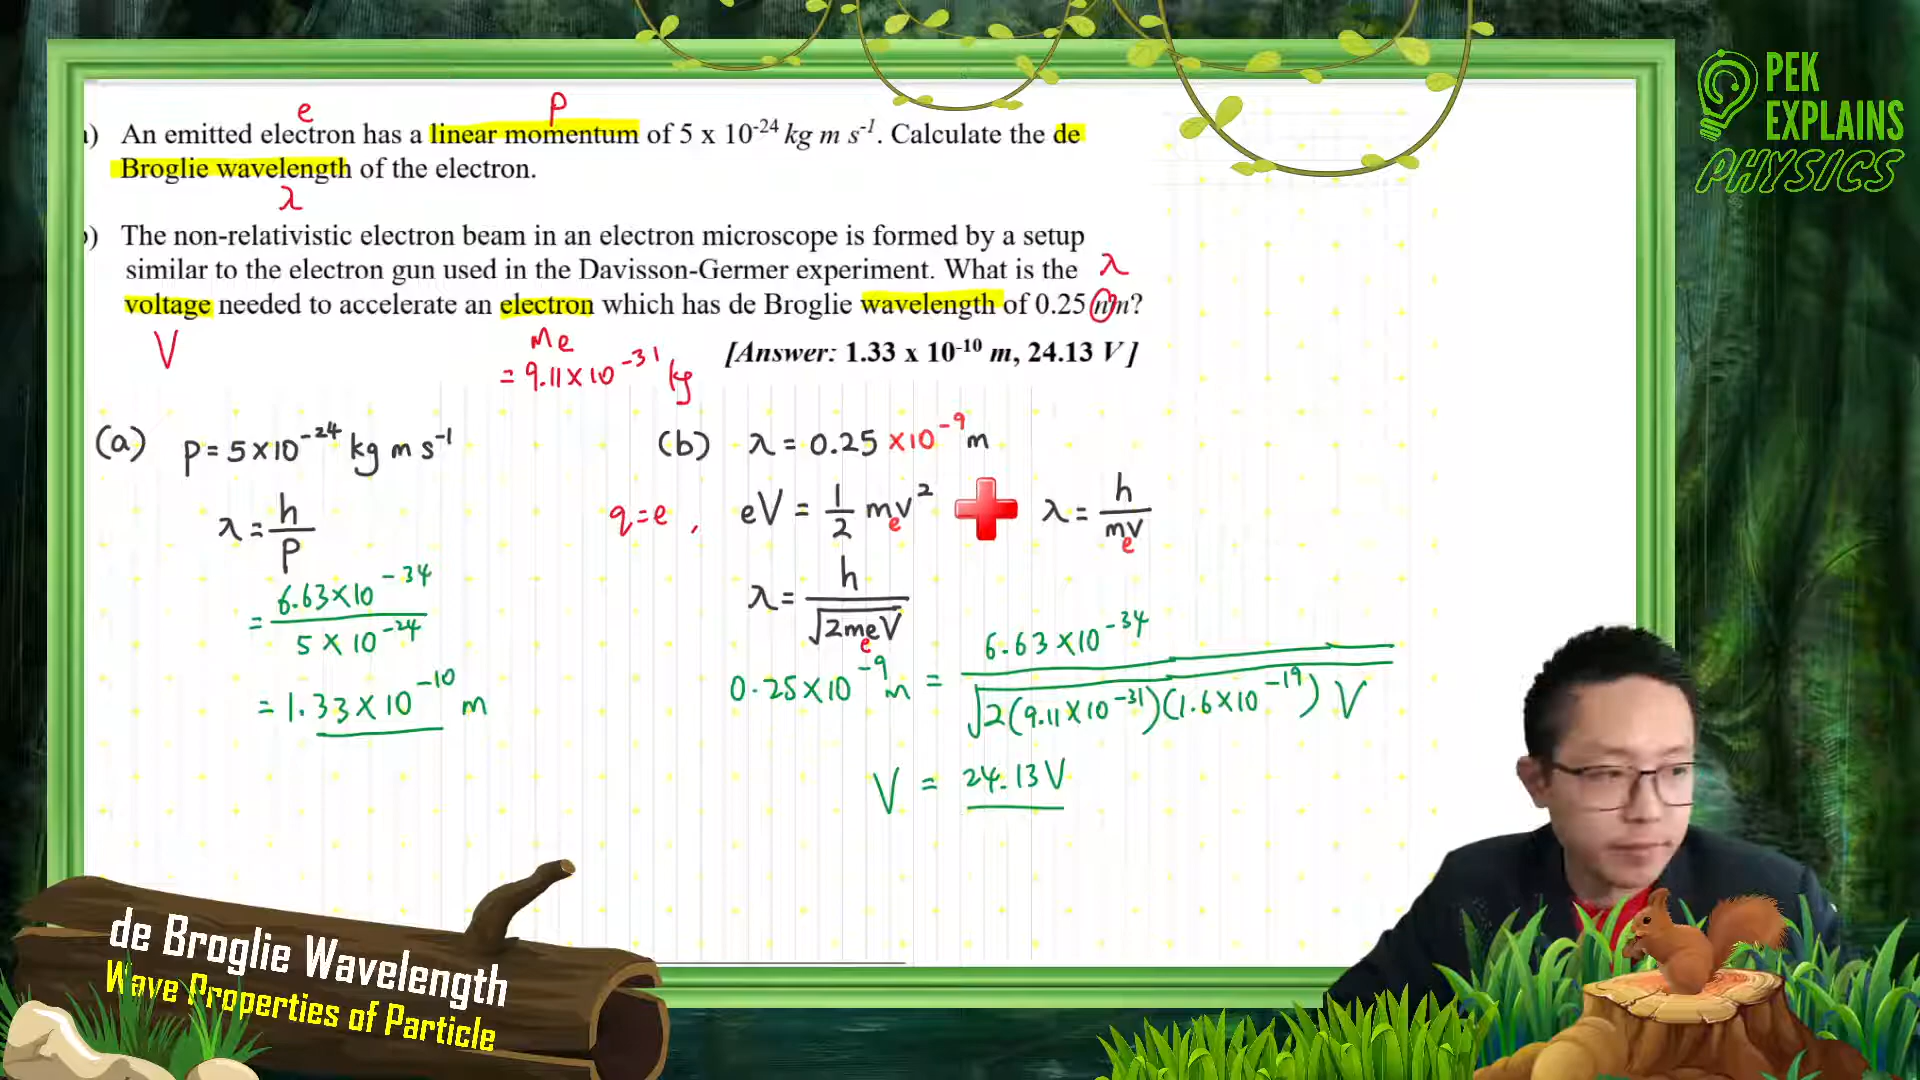 PEK
EXPLAINS
PHYSICS
e
p
) An emitted electron has a linear momentum of 5 x 10⁻²⁴ kg m s⁻¹. Calculate the de
Broglie wavelength of the electron.
λ
) The non-relativistic electron beam in an electron microscope is formed by a setup
similar to the electron gun used in the Davisson-Germer experiment. What is the λ
voltage needed to accelerate an electron which has de Broglie wavelength of 0.25 nm?
V
me
= 9.11×10⁻³¹ kg
[Answer: 1.33 x 10⁻¹⁰ m, 24.13 V]
(a) p = 5×10⁻²⁴ kg m s⁻¹
λ = h/p
= 6.63×10⁻³⁴ / 5×10⁻²⁴
= 1.33×10⁻¹⁰ m
(b) λ = 0.25 ×10⁻⁹ m
q=e, eV = 1/2 mₑv² + λ = h/mₑv
λ = h/√2mₑeV
0.25×10⁻⁹ m = 6.63×10⁻³⁴ / √2(9.11×10⁻³¹)(1.6×10⁻¹⁹)V
V = 24.13V
de Broglie Wavelength
Wave Properties of Particle